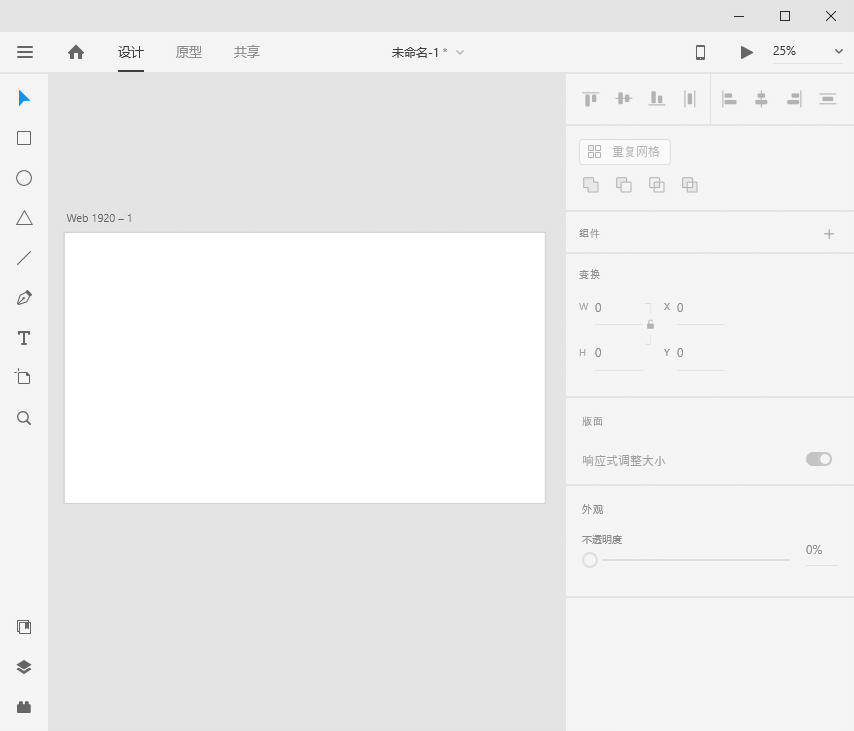 设计 原型 共享 未命名-1 * 25%
Web 1920 – 1
重复网格
组件
变换
W 0 X 0
H 0 Y 0
版面
响应式调整大小
外观
不透明度
0%